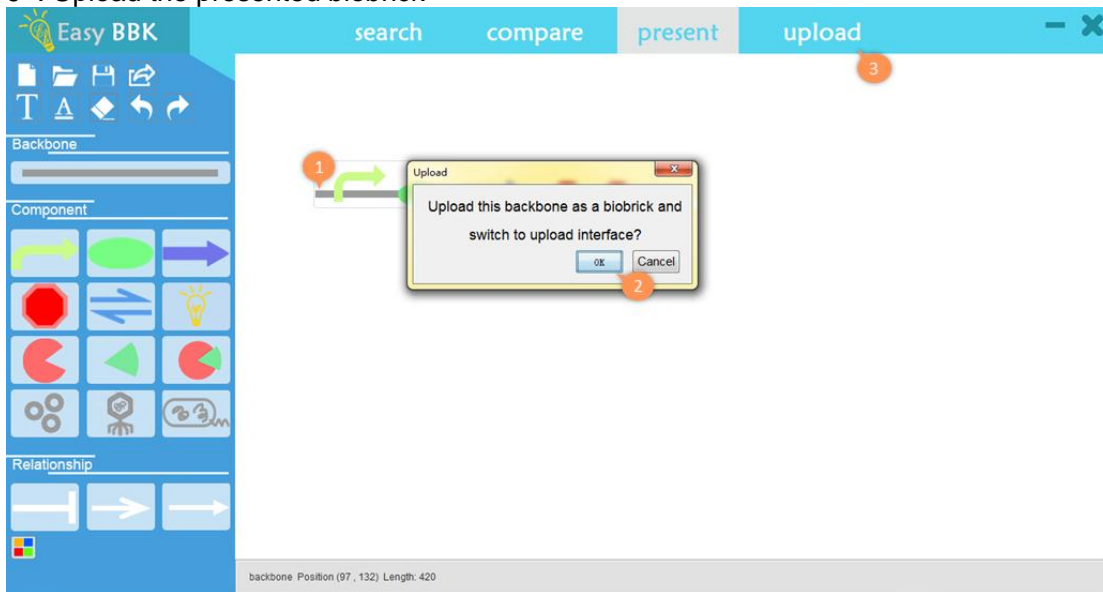 Easy BBK
search compare present upload
3
T A
Backbone
1
Upload
Upload this backbone as a biobrick and
switch to upload interface?
OK Cancel
2
Component
Relationship
backbone Position (97 , 132) Length: 420